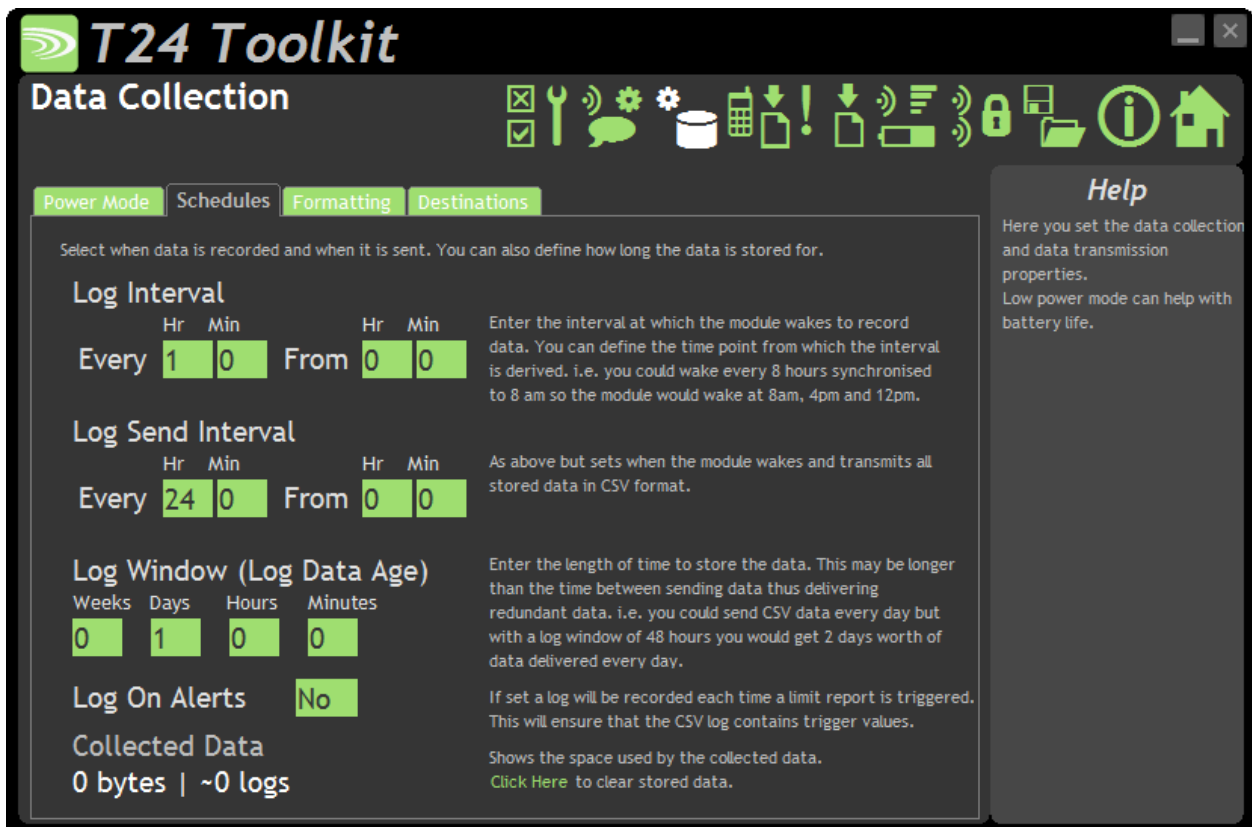 T24 Toolkit
Data Collection
Power Mode Schedules Formatting Destinations
Select when data is recorded and when it is sent. You can also define how long the data is stored for.
Log Interval
Hr Min Hr Min
Every 1 0 From 0 0
Enter the interval at which the module wakes to record
data. You can define the time point from which the interval
is derived. i.e. you could wake every 8 hours synchronised
to 8 am so the module would wake at 8am, 4pm and 12pm.
Log Send Interval
Hr Min Hr Min
Every 24 0 From 0 0
As above but sets when the module wakes and transmits all
stored data in CSV format.
Log Window (Log Data Age)
Weeks Days Hours Minutes
0 1 0 0
Enter the length of time to store the data. This may be longer
than the time between sending data thus delivering
redundant data. i.e. you could send CSV data every day but
with a log window of 48 hours you would get 2 days worth of
data delivered every day.
Log On Alerts No
If set a log will be recorded each time a limit report is triggered.
This will ensure that the CSV log contains trigger values.
Collected Data
0 bytes | ~0 logs
Shows the space used by the collected data.
Click Here to clear stored data.
Help
Here you set the data collection
and data transmission
properties.
Low power mode can help with
battery life.